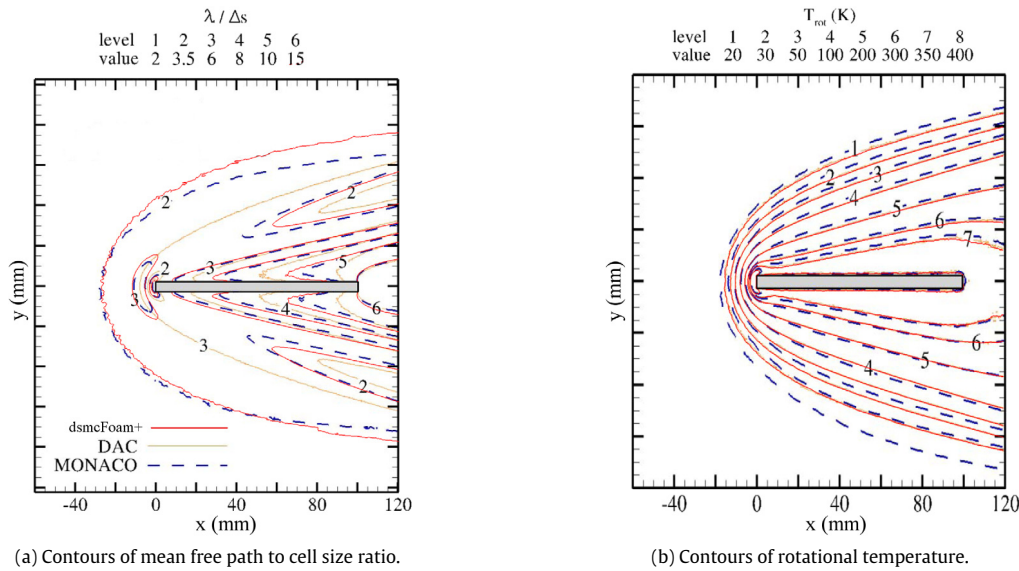 λ / Δs
level 1 2 3 4 5 6
value 2 3.5 6 8 10 15
2
2
2
3
5
3
4
6
3
2
dsmcFoam+
DAC
MONACO
y (mm)
-40 0 40 80 120
x (mm)
(a) Contours of mean free path to cell size ratio.
T_rot (K)
level 1 2 3 4 5 6 7 8
value 20 30 50 100 200 300 350 400
1
2
3
4
5
6
7
6
4
5
y (mm)
-40 0 40 80 120
x (mm)
(b) Contours of rotational temperature.